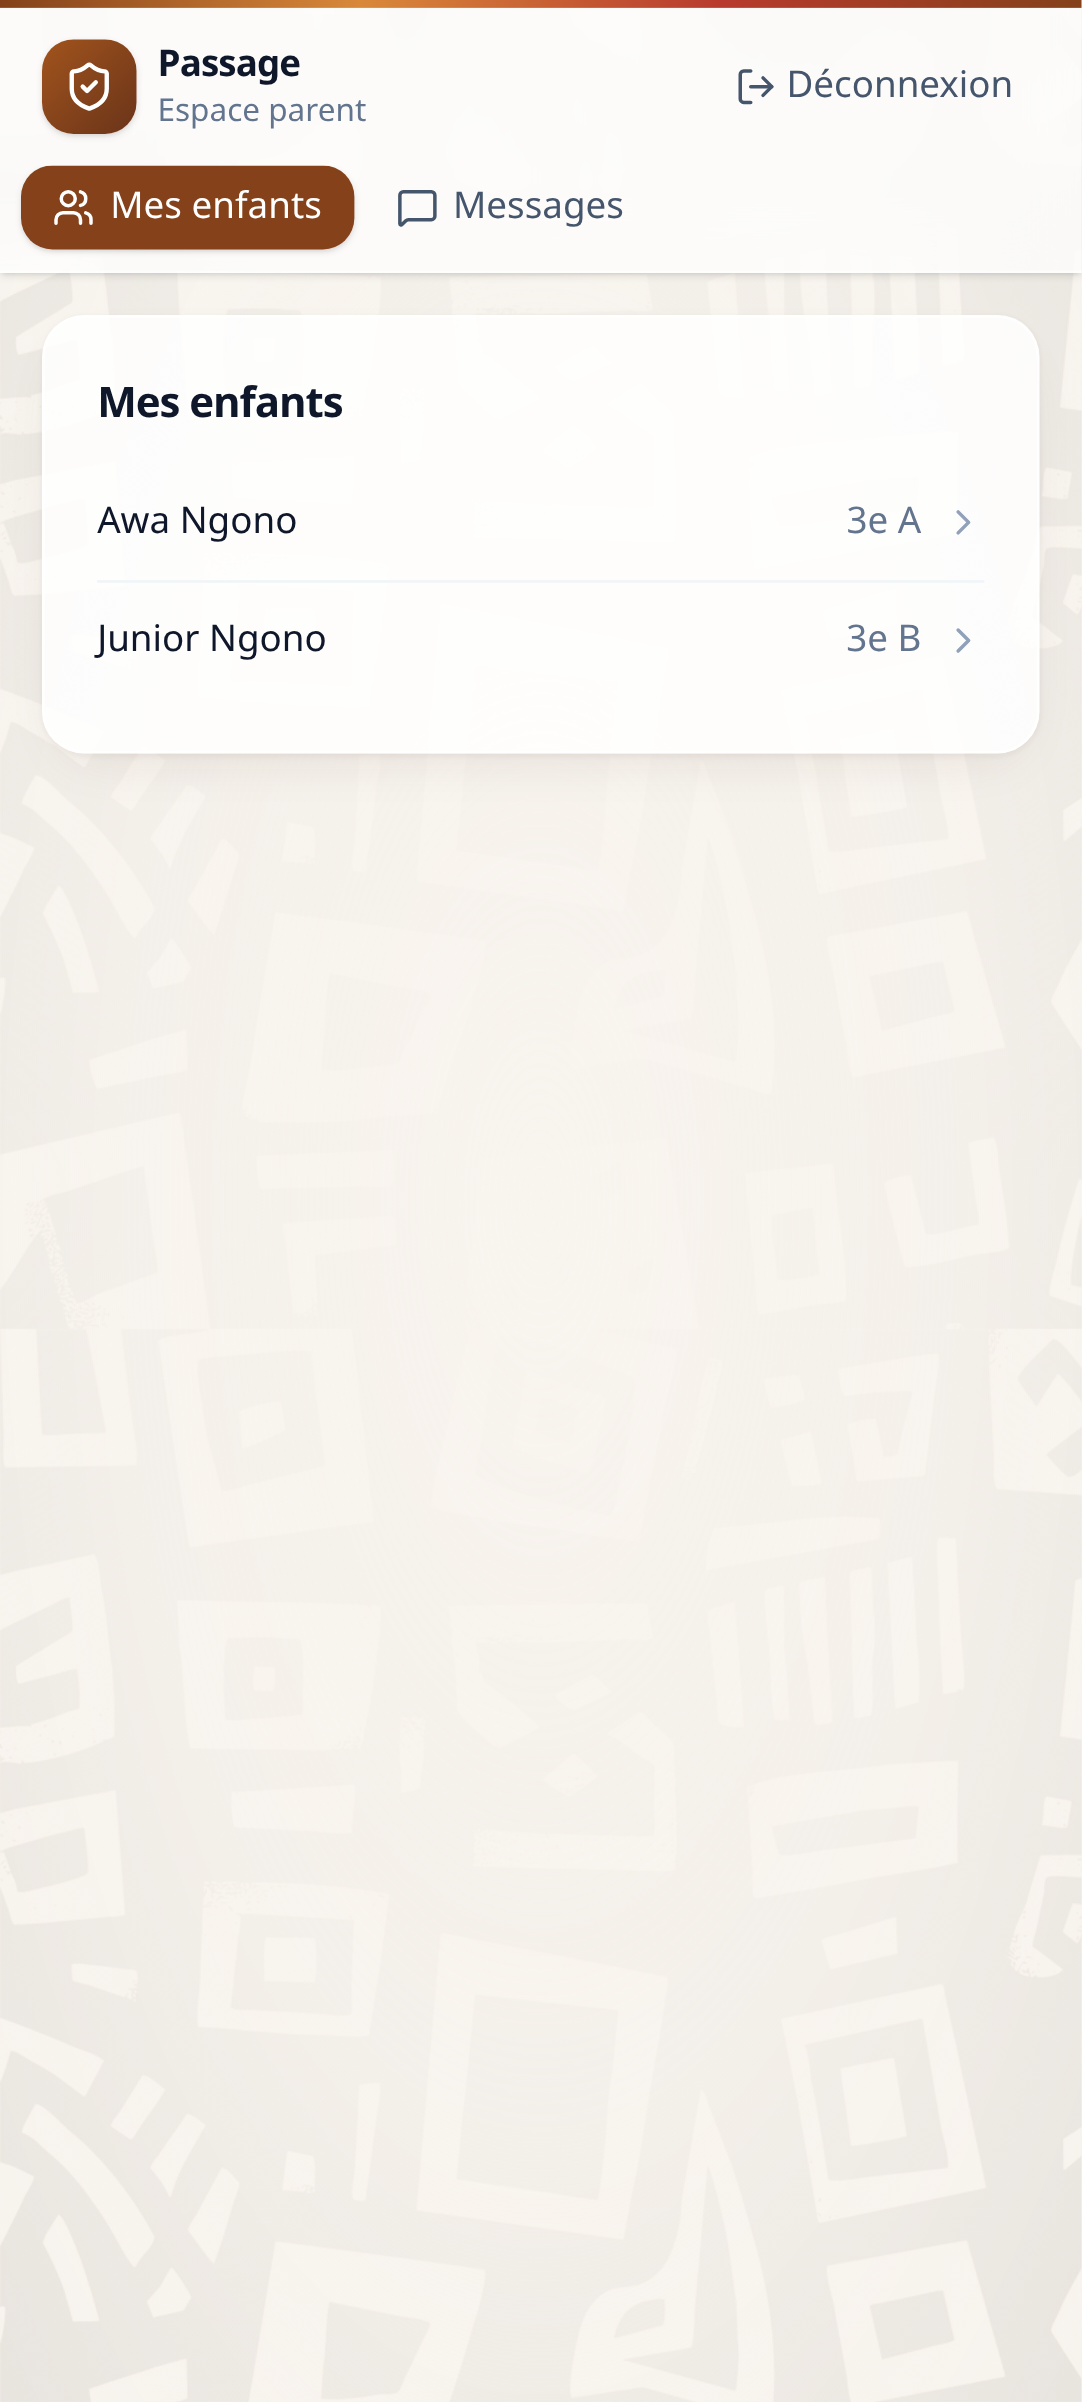 Passage
Espace parent
Déconnexion
Mes enfants
Messages
Mes enfants
Awa Ngono 3e A
Junior Ngono 3e B